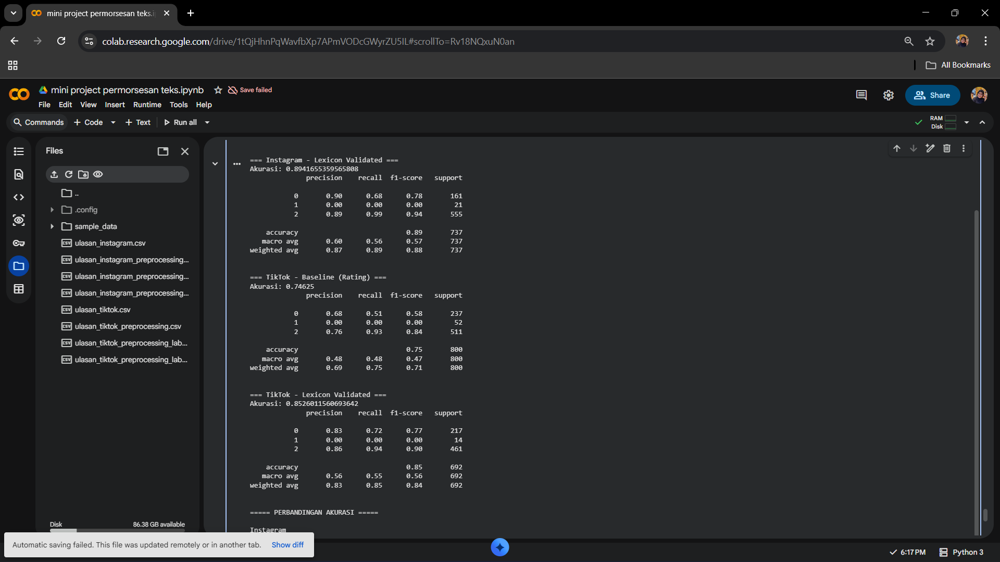 mini project permorsesan teks.i
colab.research.google.com/drive/1tQjHhnPqWavfbXp7APmVODcGWyrZU5IL#scrollTo=Rv18NQxuN0an
All Bookmarks
mini project permorsesan teks.ipynb
Save failed
File Edit View Insert Runtime Tools Help
Share
Commands + Code + Text Run all
RAM
Disk
Files
..
.config
sample_data
ulasan_instagram.csv
ulasan_instagram_preprocessing...
ulasan_instagram_preprocessing...
ulasan_instagram_preprocessing...
ulasan_tiktok.csv
ulasan_tiktok_preprocessing.csv
ulasan_tiktok_preprocessing_lab...
ulasan_tiktok_preprocessing_lab...
Disk 86.38 GB available
=== Instagram - Lexicon Validated ===
Akurasi: 0.8941655359565808
precision recall f1-score support
0 0.90 0.68 0.78 161
1 0.00 0.00 0.00 21
2 0.89 0.99 0.94 555
accuracy 0.89 737
macro avg 0.60 0.56 0.57 737
weighted avg 0.87 0.89 0.88 737
=== TikTok - Baseline (Rating) ===
Akurasi: 0.74625
precision recall f1-score support
0 0.68 0.51 0.58 237
1 0.00 0.00 0.00 52
2 0.76 0.93 0.84 511
accuracy 0.75 800
macro avg 0.48 0.48 0.47 800
weighted avg 0.69 0.75 0.71 800
=== TikTok - Lexicon Validated ===
Akurasi: 0.8526011560693642
precision recall f1-score support
0 0.83 0.72 0.77 217
1 0.00 0.00 0.00 14
2 0.86 0.94 0.90 461
accuracy 0.85 692
macro avg 0.56 0.55 0.56 692
weighted avg 0.83 0.85 0.84 692
===== PERBANDINGAN AKURASI =====
Instagram
Automatic saving failed. This file was updated remotely or in another tab. Show diff
6:17 PM Python 3